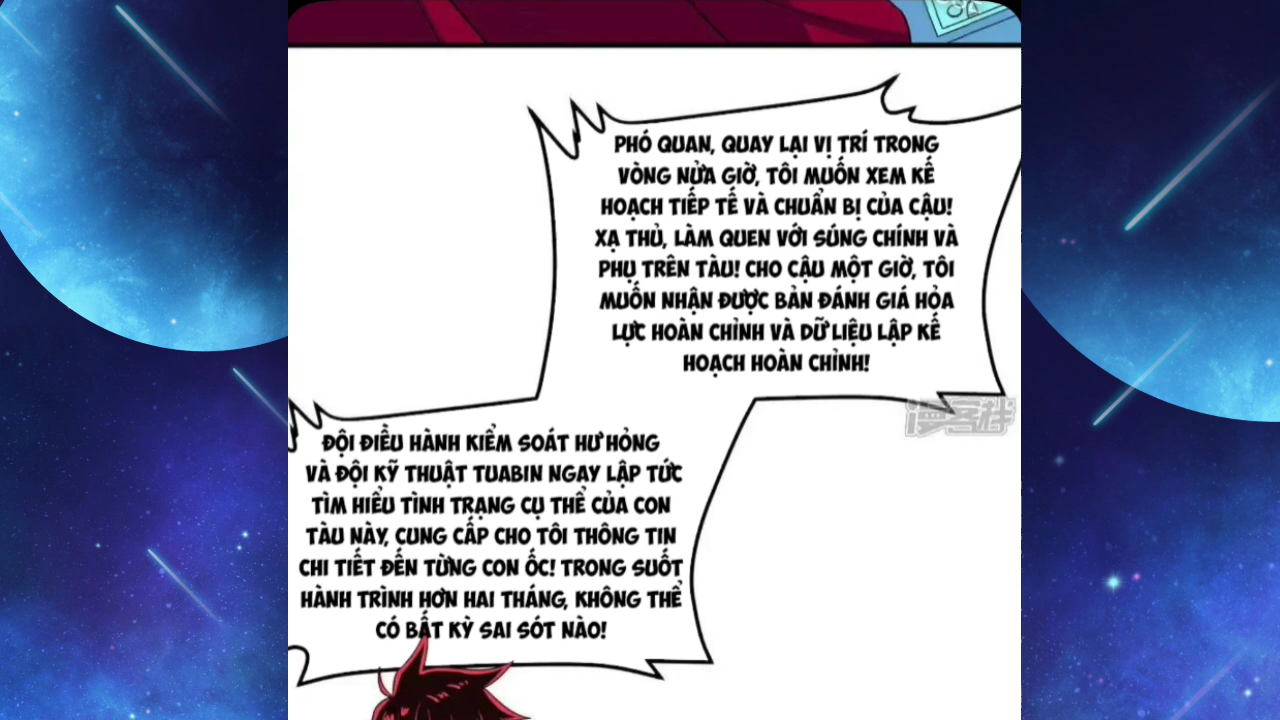 PHÓ QUAN, QUAY LẠI VỊ TRÍ TRONG
VÒNG NỬA GIỜ, TÔI MUỐN XEM KẾ
HOẠCH TIẾP TẾ VÀ CHUẨN BỊ CỦA CẬU!
XẠ THỦ, LÀM QUEN VỚI SÚNG CHÍNH VÀ
PHỤ TRÊN TÀU! CHO CẬU MỘT GIỜ, TÔI
MUỐN NHẬN ĐƯỢC BẢN ĐÁNH GIÁ HỎA
LỰC HOÀN CHỈNH VÀ DỮ LIỆU LẬP KẾ
HOẠCH HOÀN CHỈNH!
漫客栈
ĐỘI ĐIỀU HÀNH KIỂM SOÁT HƯ HỎNG
VÀ ĐỘI KỸ THUẬT TUABIN NGAY LẬP TỨC
TÌM HIỂU TÌNH TRẠNG CỤ THỂ CỦA CON
TÀU NÀY, CUNG CẤP CHO TÔI THÔNG TIN
CHI TIẾT ĐẾN TỪNG CON ỐC! TRONG SUỐT
HÀNH TRÌNH HƠN HAI THÁNG, KHÔNG THỂ
CÓ BẤT KỲ SAI SÓT NÀO!